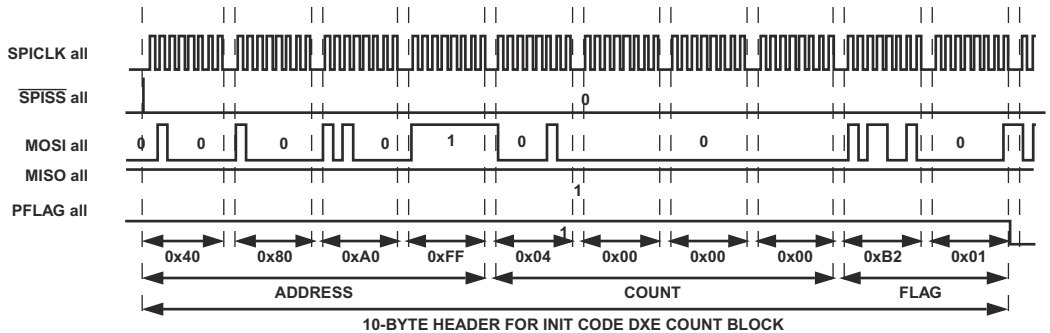 SPICLK all
SPISS all
0
MOSI all
0 0 0 0 1 0 0 0
MISO all
1
PFLAG all
1
0x40 0x80 0xA0 0xFF 0x04 0x00 0x00 0x00 0xB2 0x01
ADDRESS COUNT FLAG
10-BYTE HEADER FOR INIT CODE DXE COUNT BLOCK